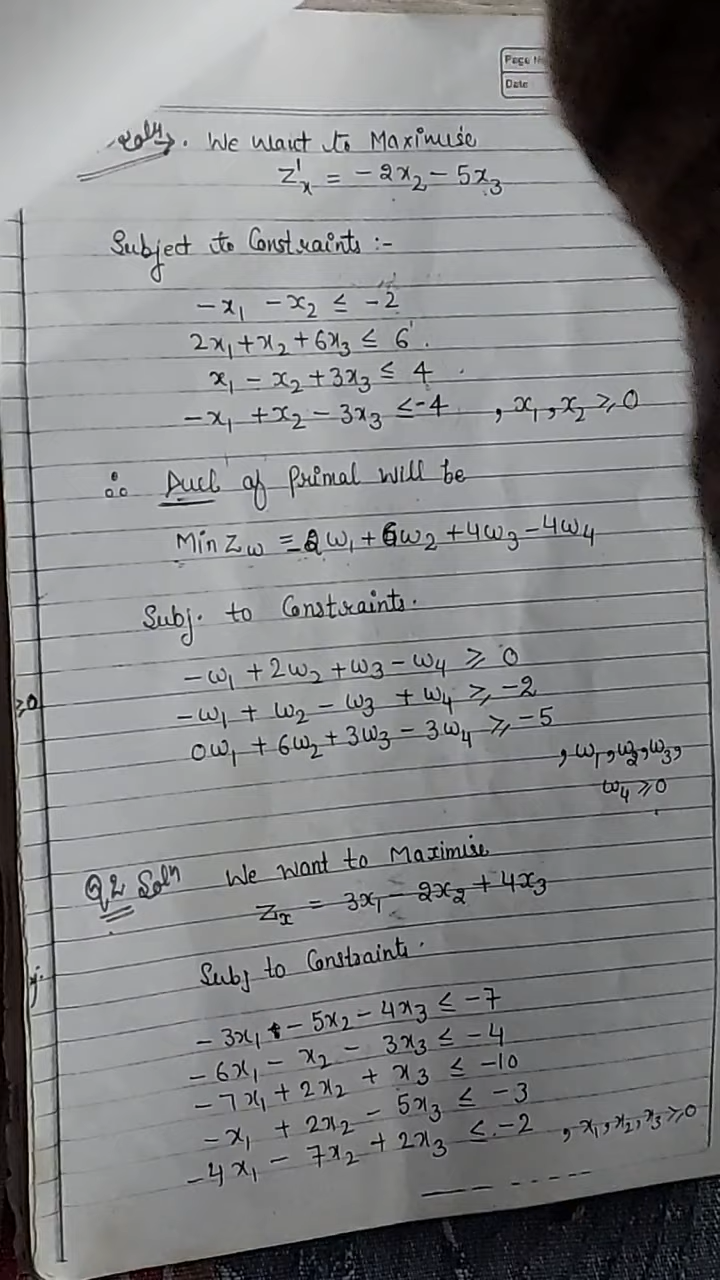 Page N
Date
Soln → . We want to Maximise
Z'x = -2x₂ - 5x₃
Subject to Constraints :-
-x₁ - x₂ ≤ -2
2x₁ + x₂ + 6x₃ ≤ 6
x₁ - x₂ + 3x₃ ≤ 4
-x₁ + x₂ - 3x₃ ≤ -4 , x₁, x₂ ≥ 0
∴ Dual of Primal will be
Min Zw = -2w₁ + 6w₂ + 4w₃ - 4w₄
Subj. to Constraints.
-w₁ + 2w₂ + w₃ - w₄ ≥ 0
≥0
-w₁ + w₂ - w₃ + w₄ ≥ -2
0w₁ + 6w₂ + 3w₃ - 3w₄ ≥ -5
, w₁, w₂, w₃,
w₄ ≥ 0
Q2 Solⁿ We want to Maximise
Zx = 3x₁ - 2x₂ + 4x₃
Subj to Constraints.
-3x₁ - 5x₂ - 4x₃ ≤ -7
-6x₁ - x₂ - 3x₃ ≤ -4
-7x₁ + 2x₂ + x₃ ≤ -10
-x₁ + 2x₂ - 5x₃ ≤ -3
-4x₁ - 7x₂ + 2x₃ ≤ -2 , x₁, x₂, x₃ ≥ 0